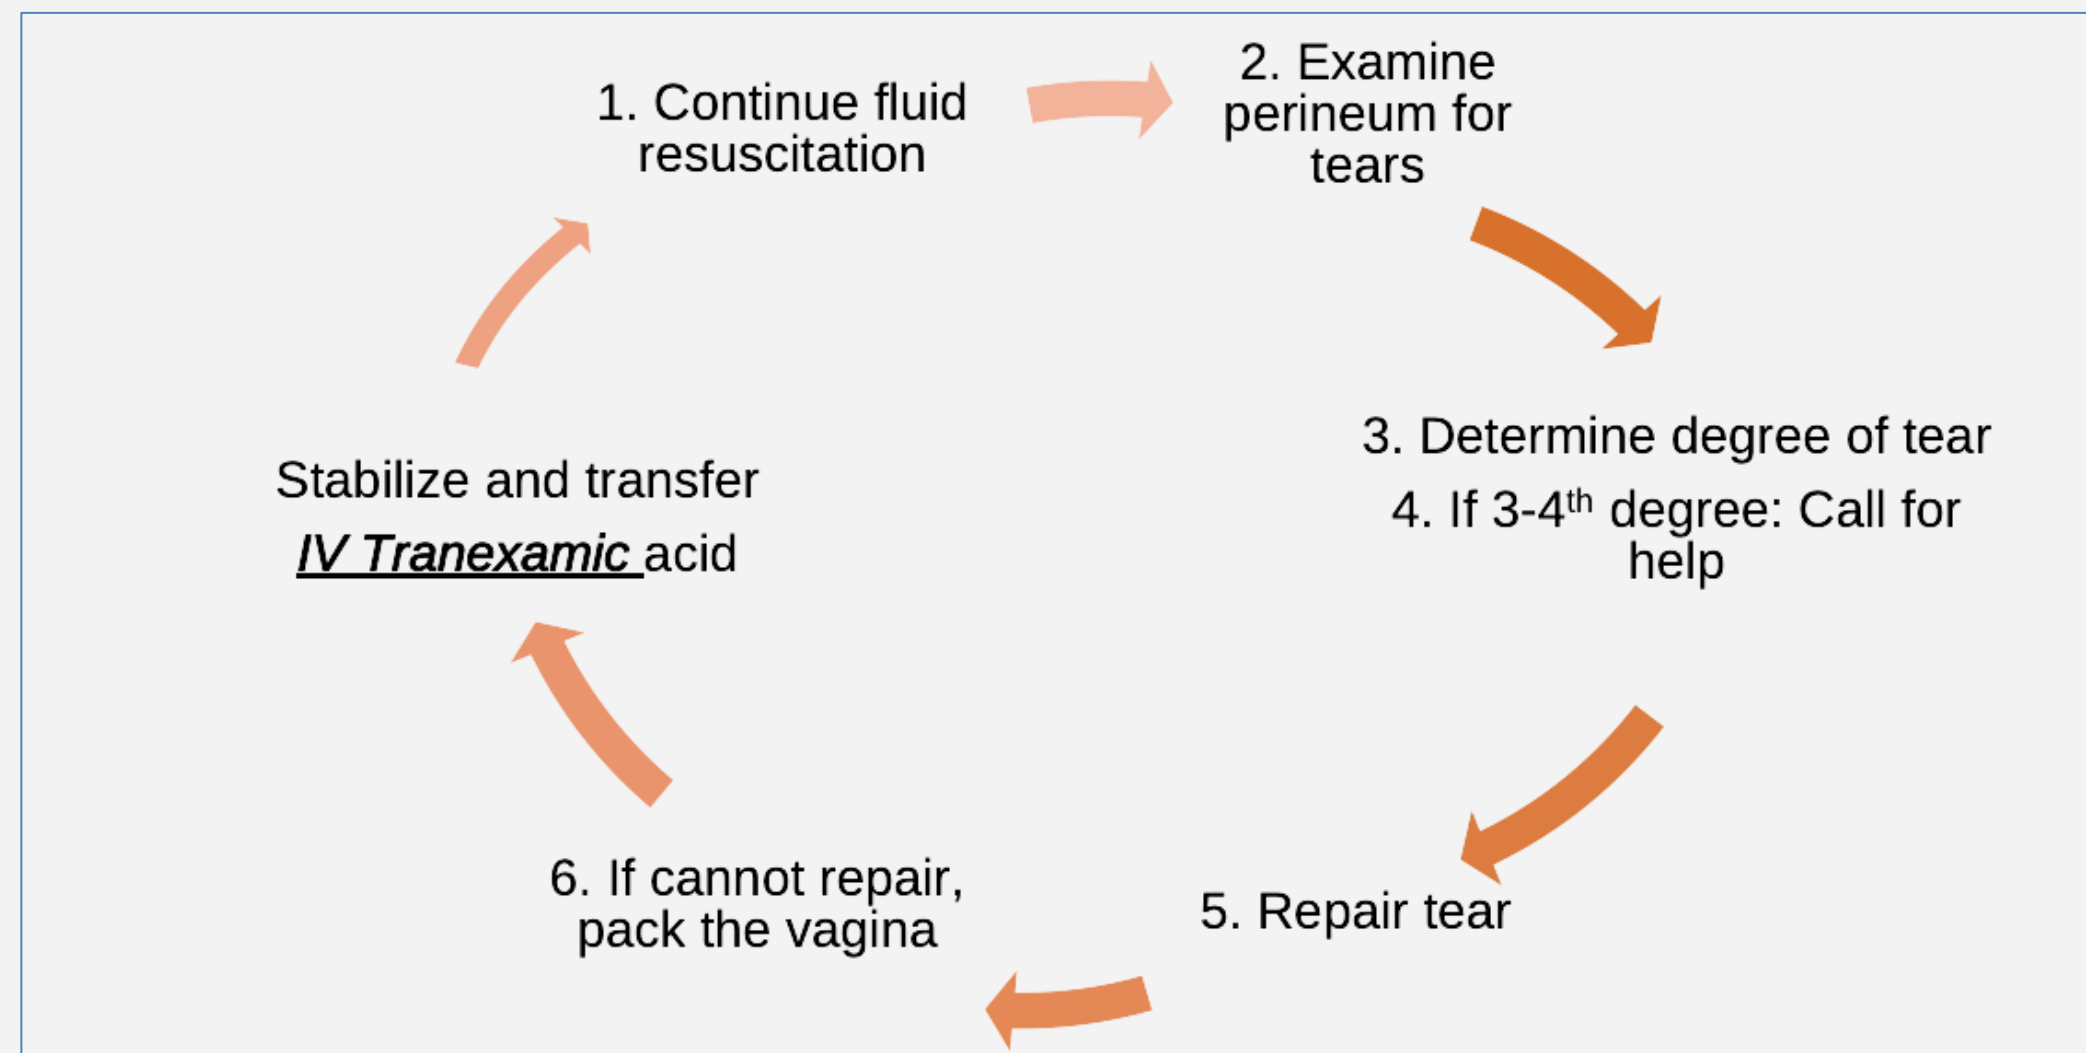 1. Continue fluid
resuscitation
2. Examine
perineum for
tears
3. Determine degree of tear
4. If 3-4th degree: Call for
help
5. Repair tear
6. If cannot repair,
pack the vagina
Stabilize and transfer
IV Tranexamic acid